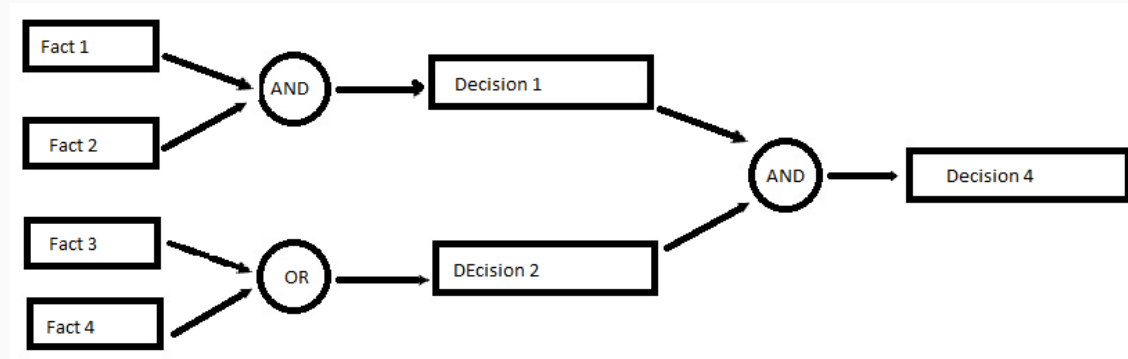 Fact 1
AND
Decision 1
Fact 2
AND
Decision 4
Fact 3
OR
DEcision 2
Fact 4